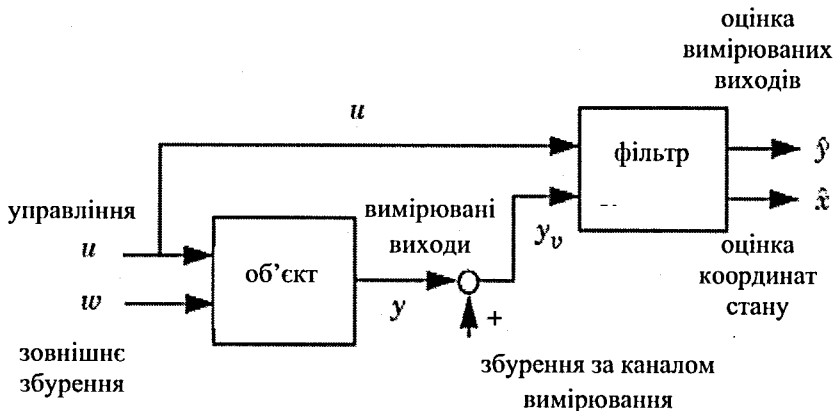 оцінка
вимірюваних
виходів
u
фільтр
ŷ
x̂
управління
u
w
зовнішнє
збурення
об’єкт
вимірювані
виходи
y
y_v
+
збурення за каналом
вимірювання
оцінка
координат
стану